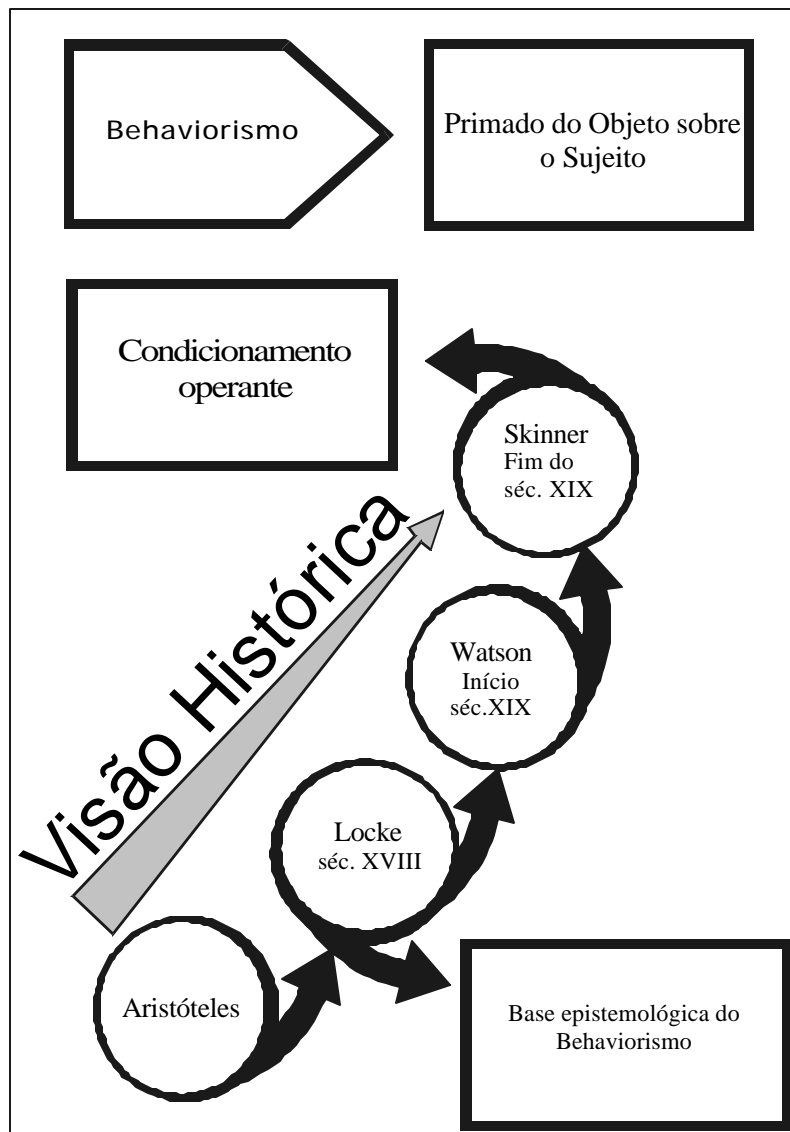 Behaviorismo
Primado do Objeto sobre
o Sujeito
Condicionamento
operante
Skinner
Fim do
séc. XIX
Visão Histórica
Watson
Início
séc.XIX
Locke
séc. XVIII
Aristóteles
Base epistemológica do
Behaviorismo